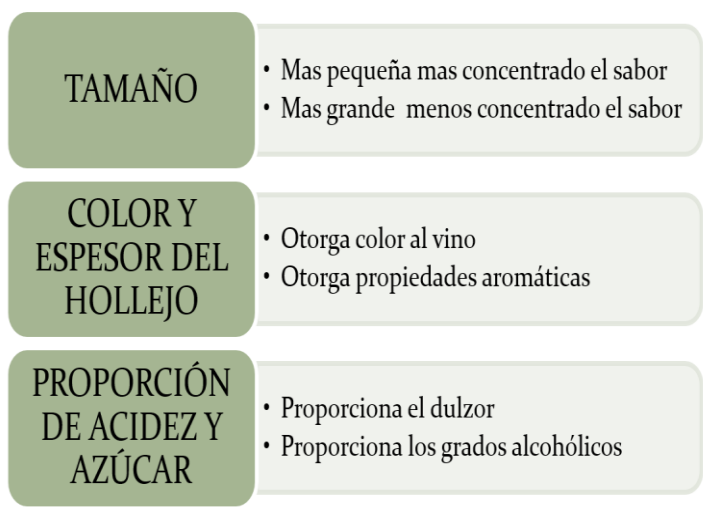 TAMAÑO
• Mas pequeña mas concentrado el sabor
• Mas grande menos concentrado el sabor
COLOR Y
ESPESOR DEL
HOLLEJO
• Otorga color al vino
• Otorga propiedades aromáticas
PROPORCIÓN
DE ACIDEZ Y
AZÚCAR
• Proporciona el dulzor
• Proporciona los grados alcohólicos